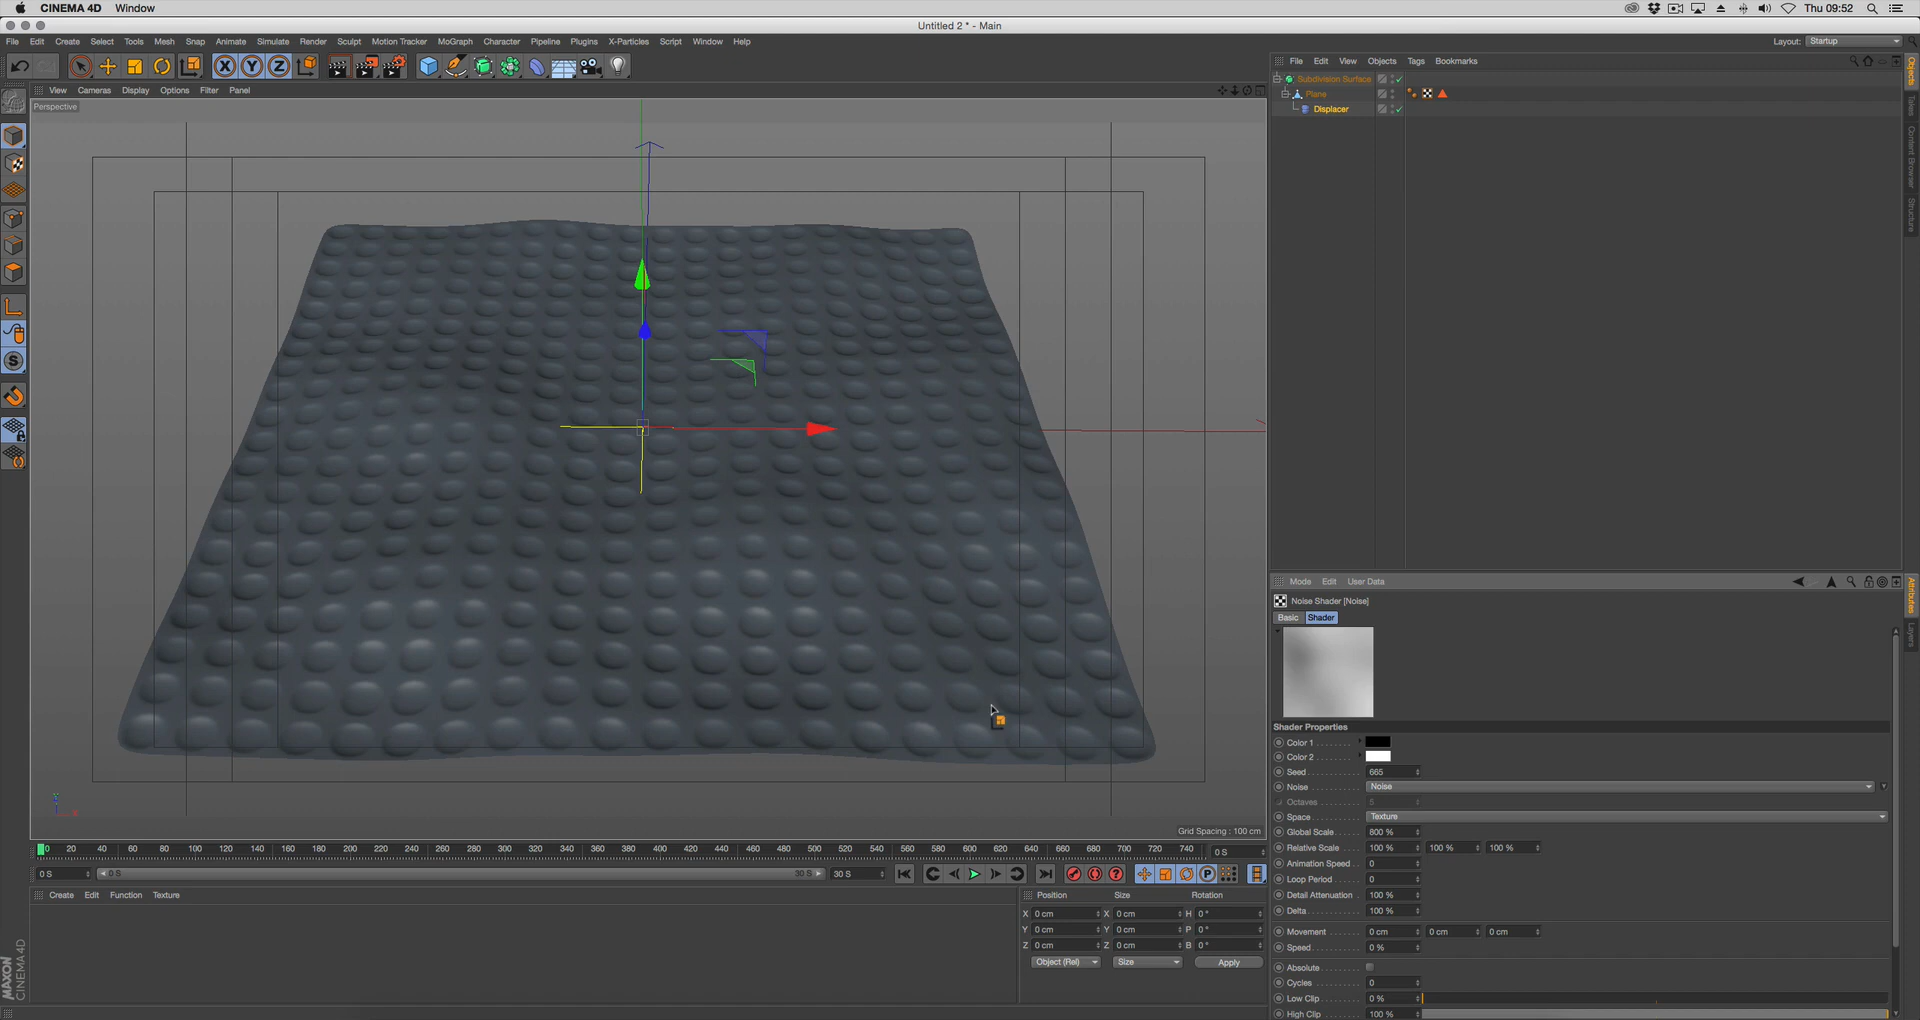 CINEMA 4D Window
Thu 09:52
Untitled 2 * - Main
File Edit Create Select Tools Mesh Snap Animate Simulate Render Sculpt Motion Tracker MoGraph Character Pipeline Plugins X-Particles Script Window Help
Layout: Startup
X Y Z
File Edit View Objects Tags Bookmarks
Subdivision Surface
Plane
Displacer
Objects
Takes
Content Browser
Structure
View Cameras Display Options Filter Panel
Perspective
Grid Spacing : 100 cm
0 20 40 60 80 100 120 140 160 180 200 220 240 260 280 300 320 340 360 380 400 420 440 460 480 500 520 540 560 580 600 620 640 660 680 700 720 740
0 S
0 S 0 S 30 S 30 S
Create Edit Function Texture
Position Size Rotation
X 0 cm X 0 cm H 0 °
Y 0 cm Y 0 cm P 0 °
Z 0 cm Z 0 cm B 0 °
Object (Rel) Size Apply
MAXON
CINEMA 4D
Mode Edit User Data
Attributes
Layers
Noise Shader [Noise]
Basic Shader
Shader Properties
Color 1
Color 2
Seed 665
Noise Noise
Octaves 5
Space Texture
Global Scale 800 %
Relative Scale 100 % 100 % 100 %
Animation Speed 0
Loop Period 0
Detail Attenuation 100 %
Delta 100 %
Movement 0 cm 0 cm 0 cm
Speed 0 %
Absolute
Cycles 0
Low Clip 0 %
High Clip 100 %